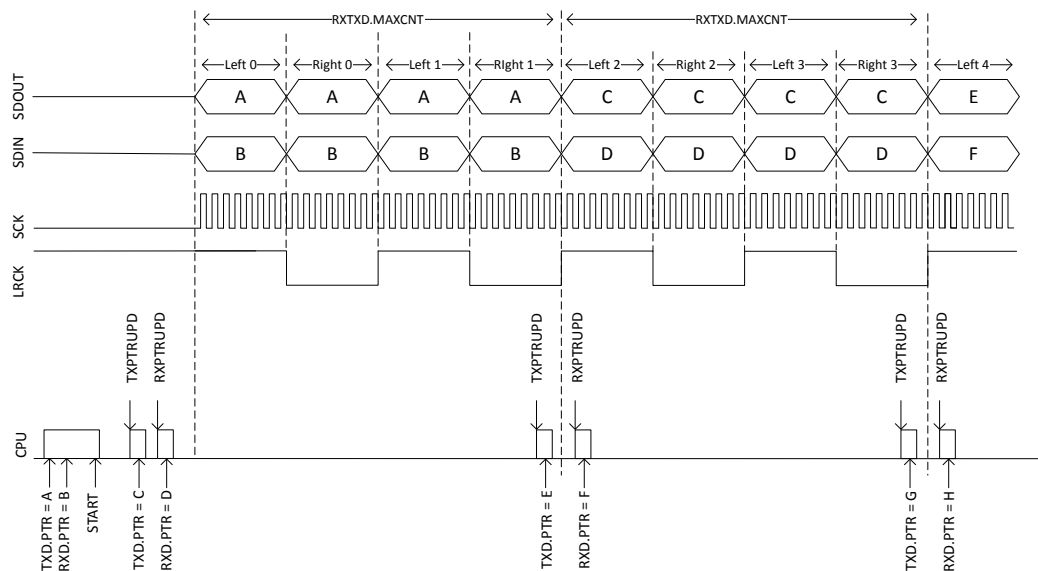 RXTXD.MAXCNT RXTXD.MAXCNT
Left 0 Right 0 Left 1 RIght 1 Left 2 Right 2 Left 3 Right 3 Left 4
SDOUT A A A A C C C C E
SDIN B B B B D D D D F
SCK
LRCK
TXPTRUPD RXPTRUPD TXPTRUPD RXPTRUPD TXPTRUPD RXPTRUPD
CPU
TXD.PTR = A RXD.PTR = B START TXD.PTR = C RXD.PTR = D TXD.PTR = E RXD.PTR = F TXD.PTR = G RXD.PTR = H